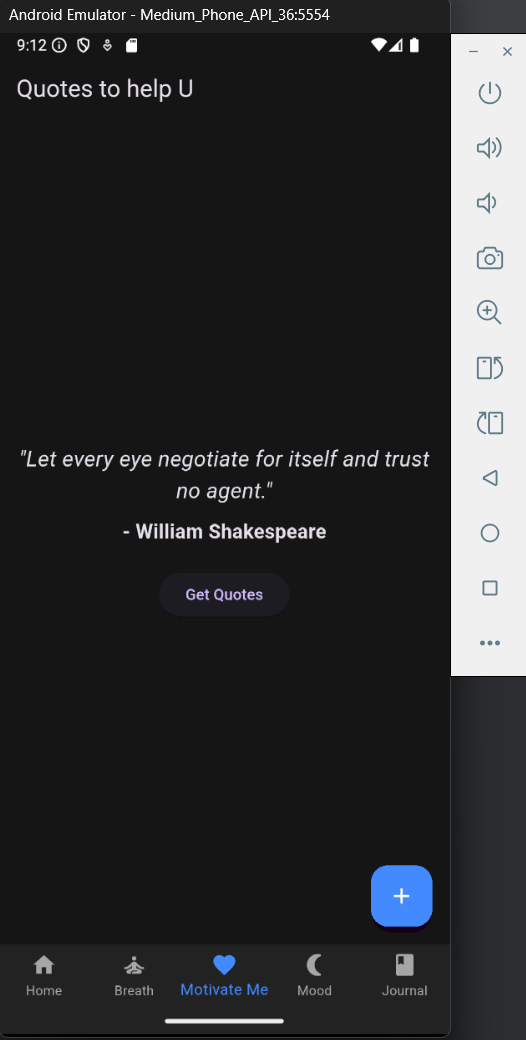 Android Emulator - Medium_Phone_API_36:5554
9:12
Quotes to help U
"Let every eye negotiate for itself and trust
no agent."
- William Shakespeare
Get Quotes
+
Home
Breath
Motivate Me
Mood
Journal